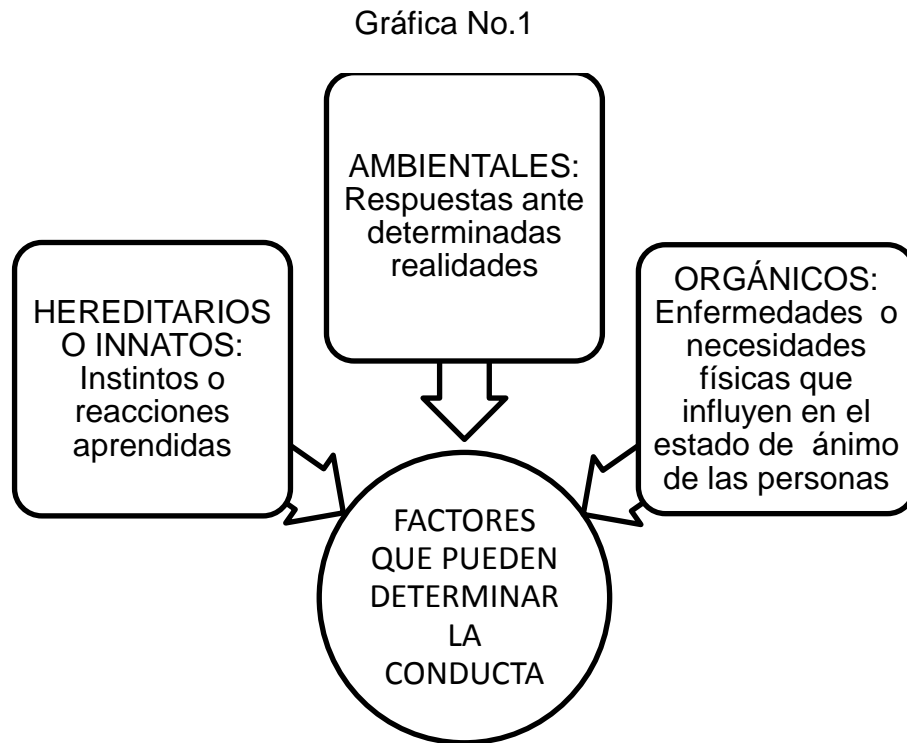 Gráfica No.1
AMBIENTALES:
Respuestas ante
determinadas
realidades
HEREDITARIOS
O INNATOS:
Instintos o
reacciones
aprendidas
ORGÁNICOS:
Enfermedades o
necesidades
físicas que
influyen en el
estado de ánimo
de las personas
FACTORES
QUE PUEDEN
DETERMINAR
LA
CONDUCTA